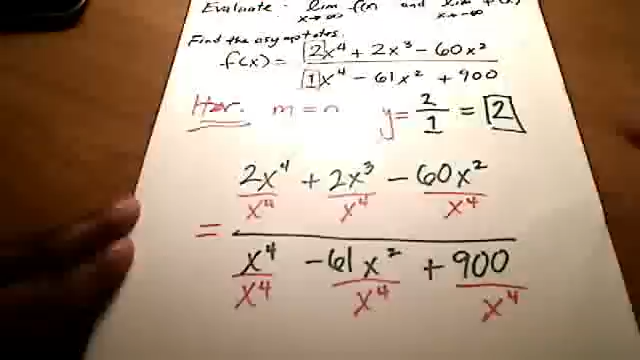 Evaluate: lim f(x) and lim f(x)
x→∞ x→-∞
Find the asymptotes.
f(x) = 2x⁴ + 2x³ - 60x²
1x⁴ - 61x² + 900
Hor. m = n y = 2/1 = 2
2x⁴/x⁴ + 2x³/x⁴ - 60x²/x⁴
=
x⁴/x⁴ - 61x²/x⁴ + 900/x⁴